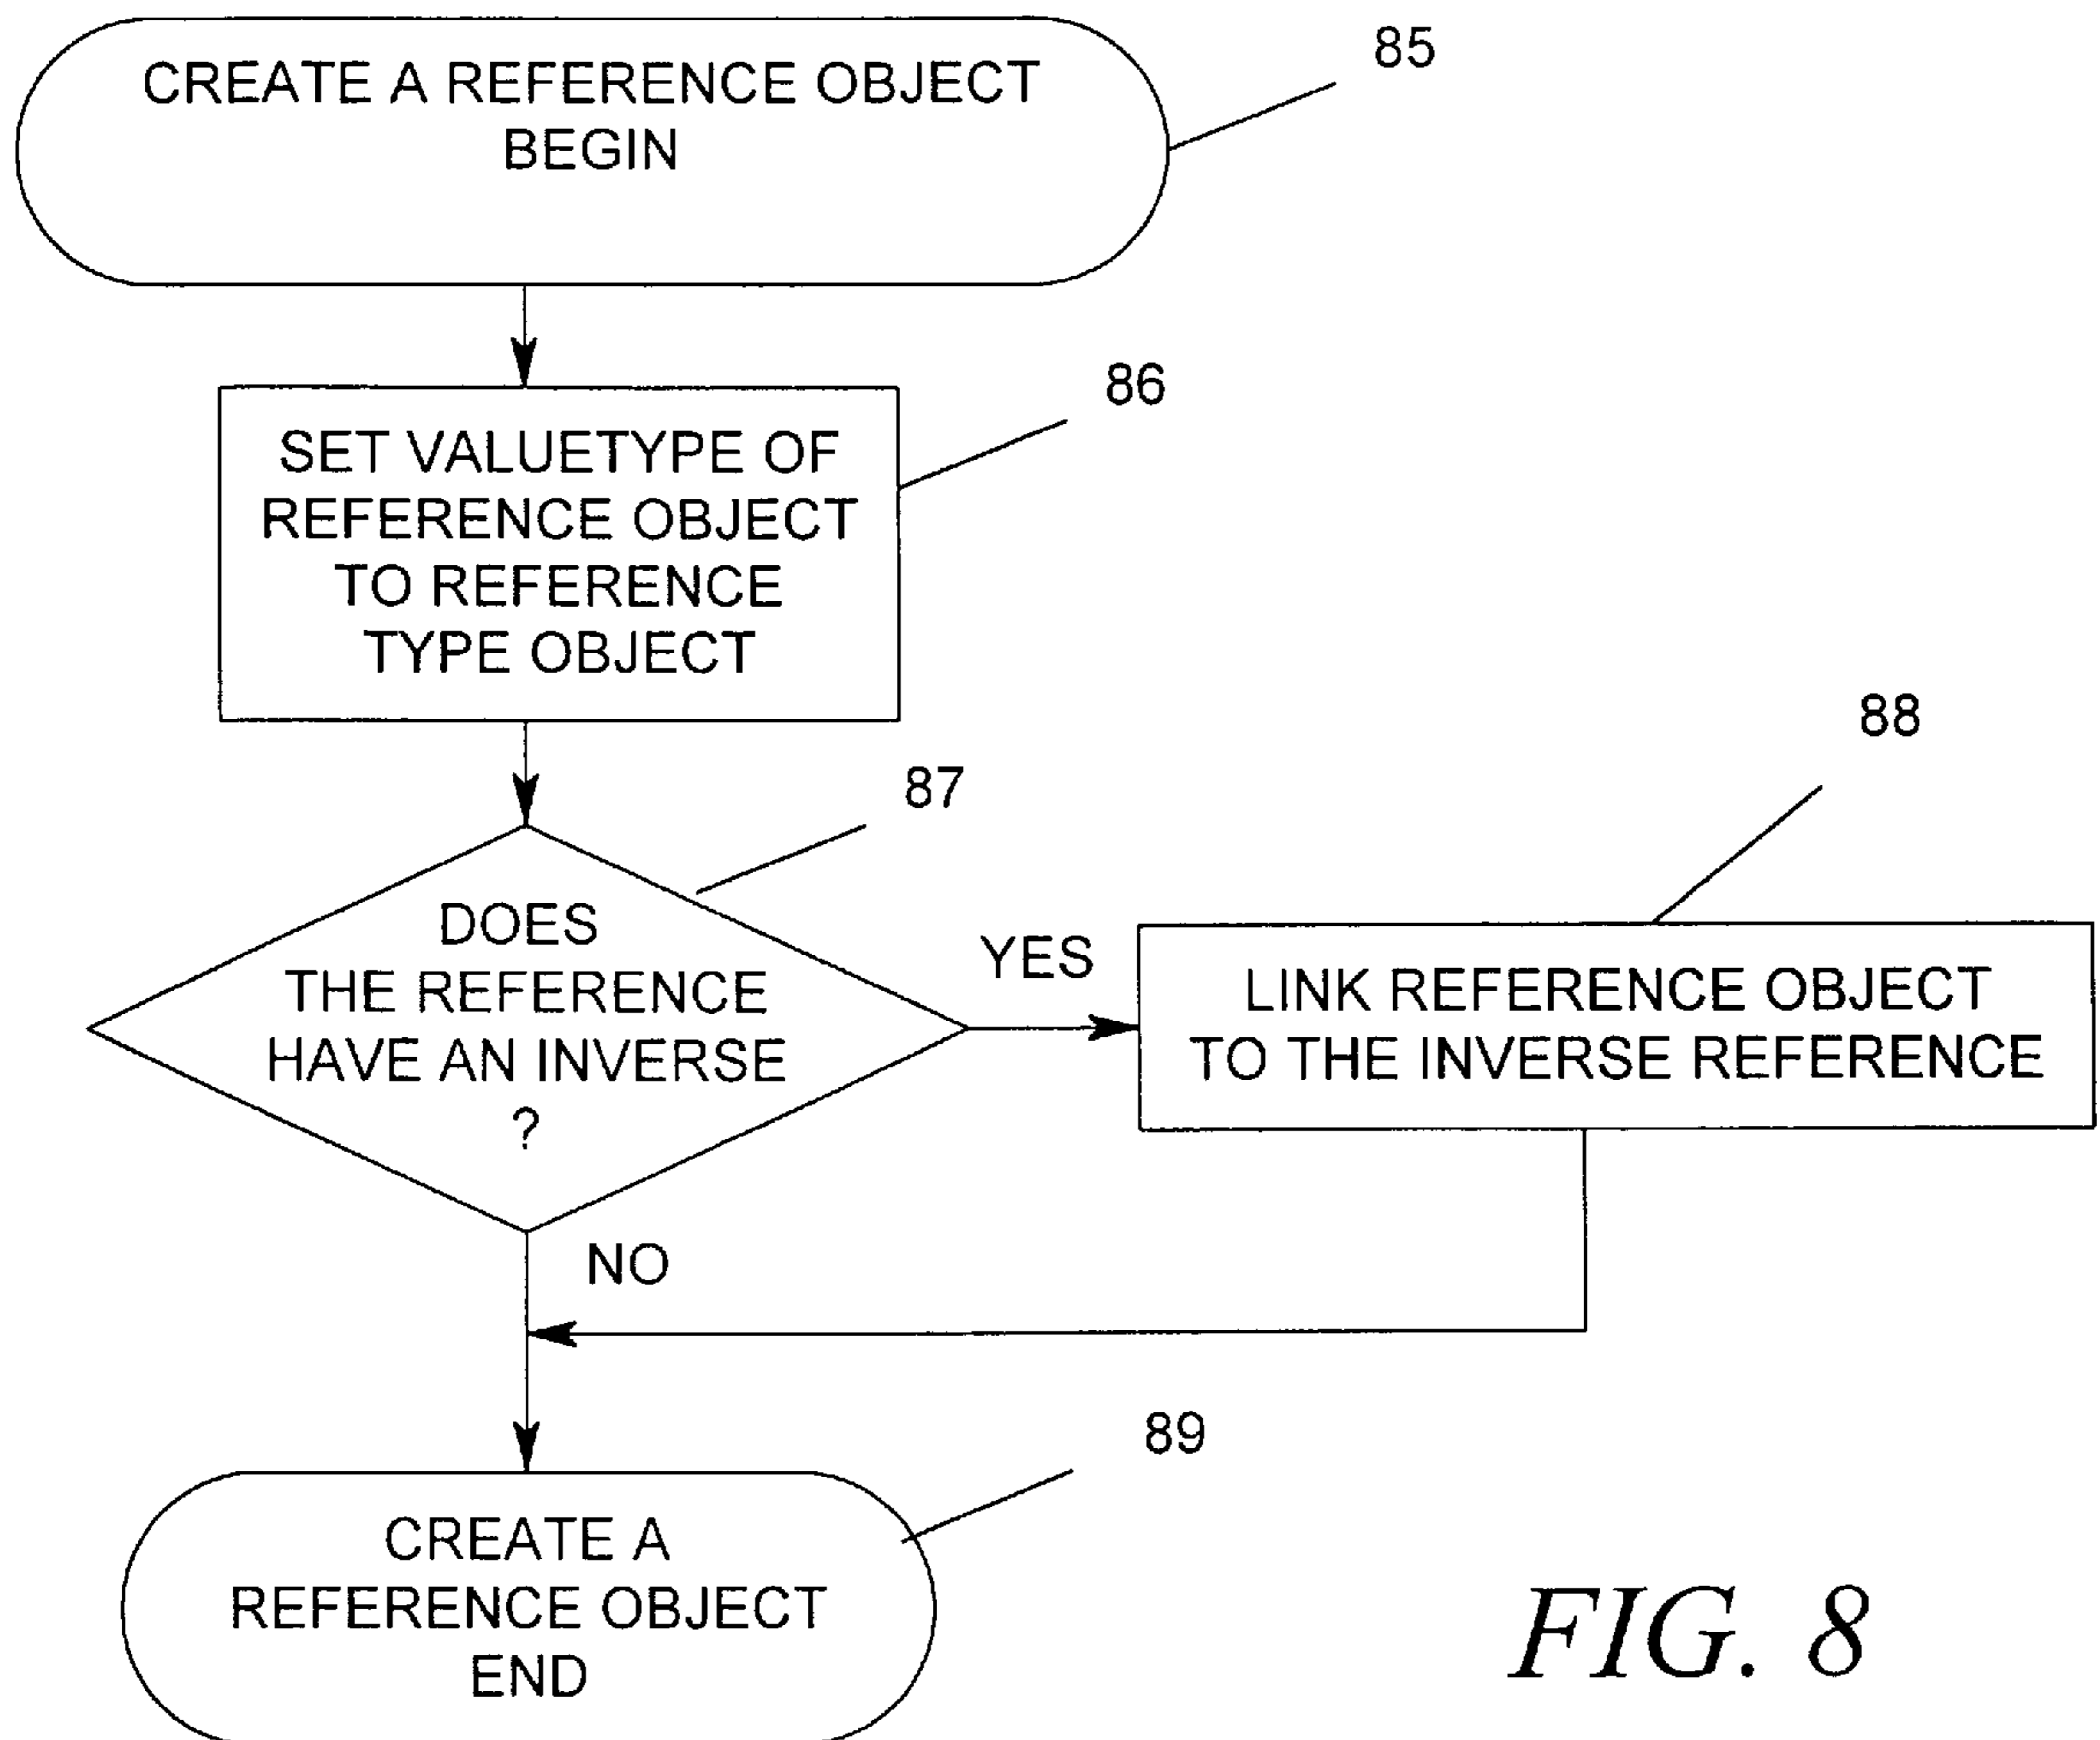 CREATE A REFERENCE OBJECT
BEGIN
85
SET VALUETYPE OF
REFERENCE OBJECT
TO REFERENCE
TYPE OBJECT
86
DOES
THE REFERENCE
HAVE AN INVERSE
?
87
YES
LINK REFERENCE OBJECT
TO THE INVERSE REFERENCE
88
NO
CREATE A
REFERENCE OBJECT
END
89
FIG. 8